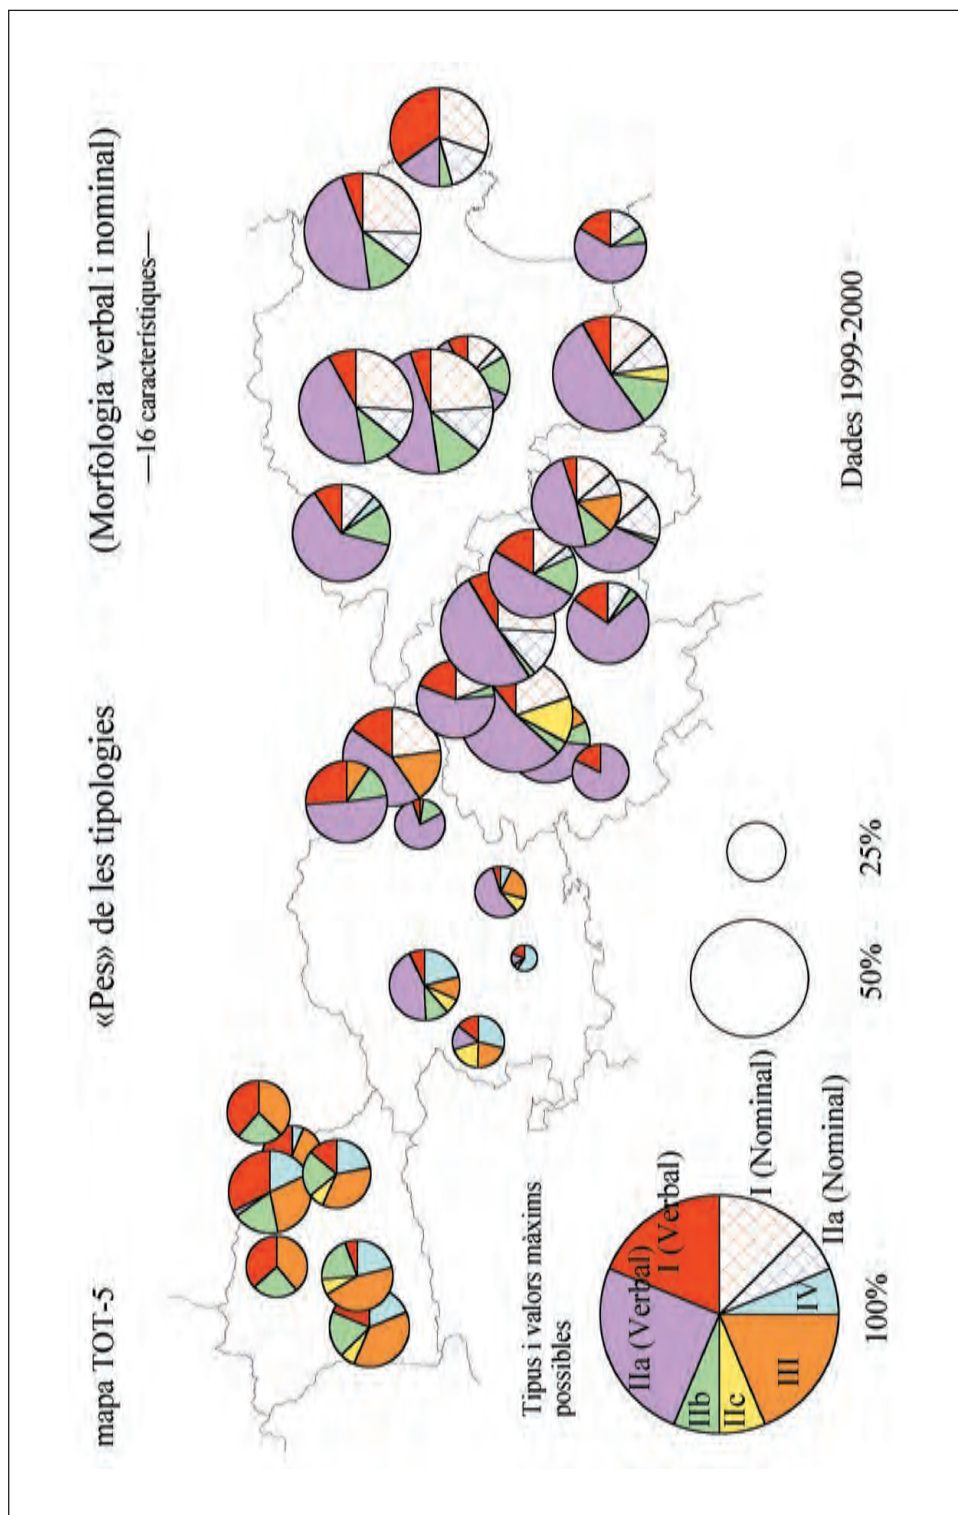 mapa TOT-5
«Pes» de les tipologies
(Morfologia verbal i nominal)
—16 característiques—
Tipus i valors màxims
possibles
IIa (Verbal)
I (Verbal)
I (Nominal)
IIa (Nominal)
IV
III
IIc
IIb
100%
50%
25%
Dades 1999-2000